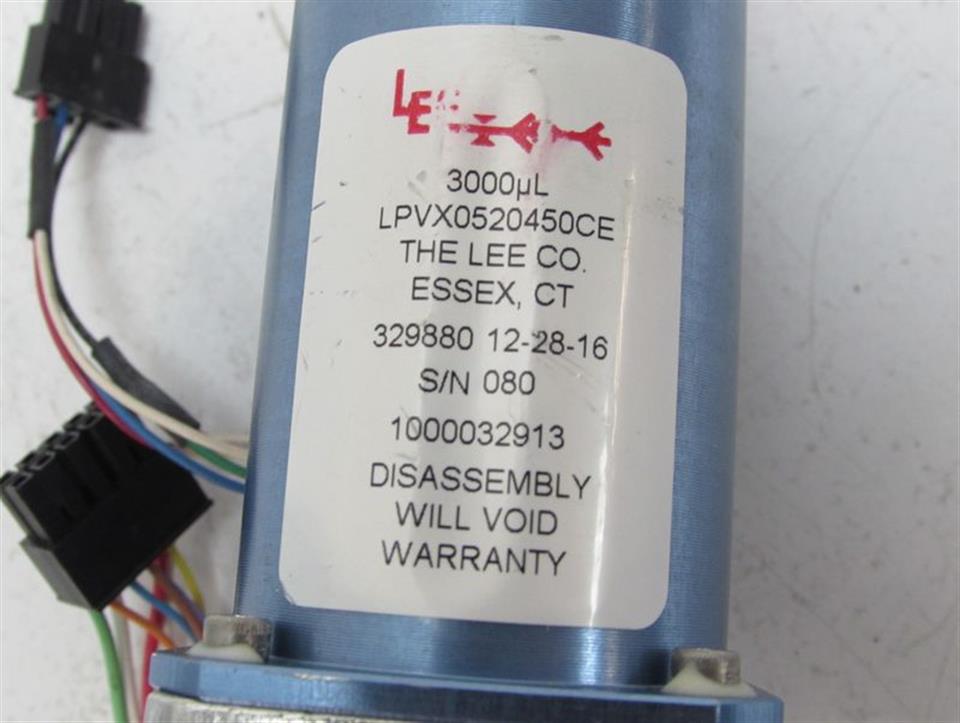 LEE
3000µL
LPVX0520450CE
THE LEE CO.
ESSEX, CT
329880 12-28-16
S/N 080
1000032913
DISASSEMBLY
WILL VOID
WARRANTY